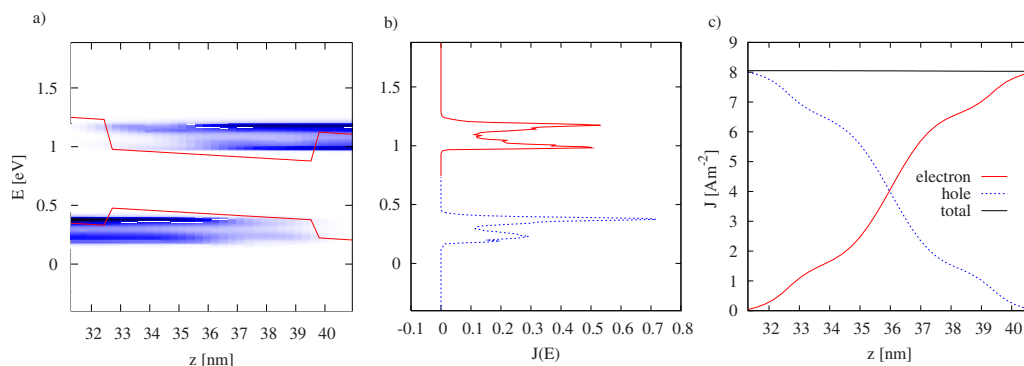 a)
E [eV]
1.5
1
0.5
0
32 33 34 35 36 37 38 39 40
z [nm]
b)
1.5
1
0.5
0
-0.1 0 0.1 0.2 0.3 0.4 0.5 0.6 0.7 0.8
J(E)
c)
J [Am-2]
9
8
7
6
5
4
3
2
1
0
electron
hole
total
32 33 34 35 36 37 38 39 40
z [nm]